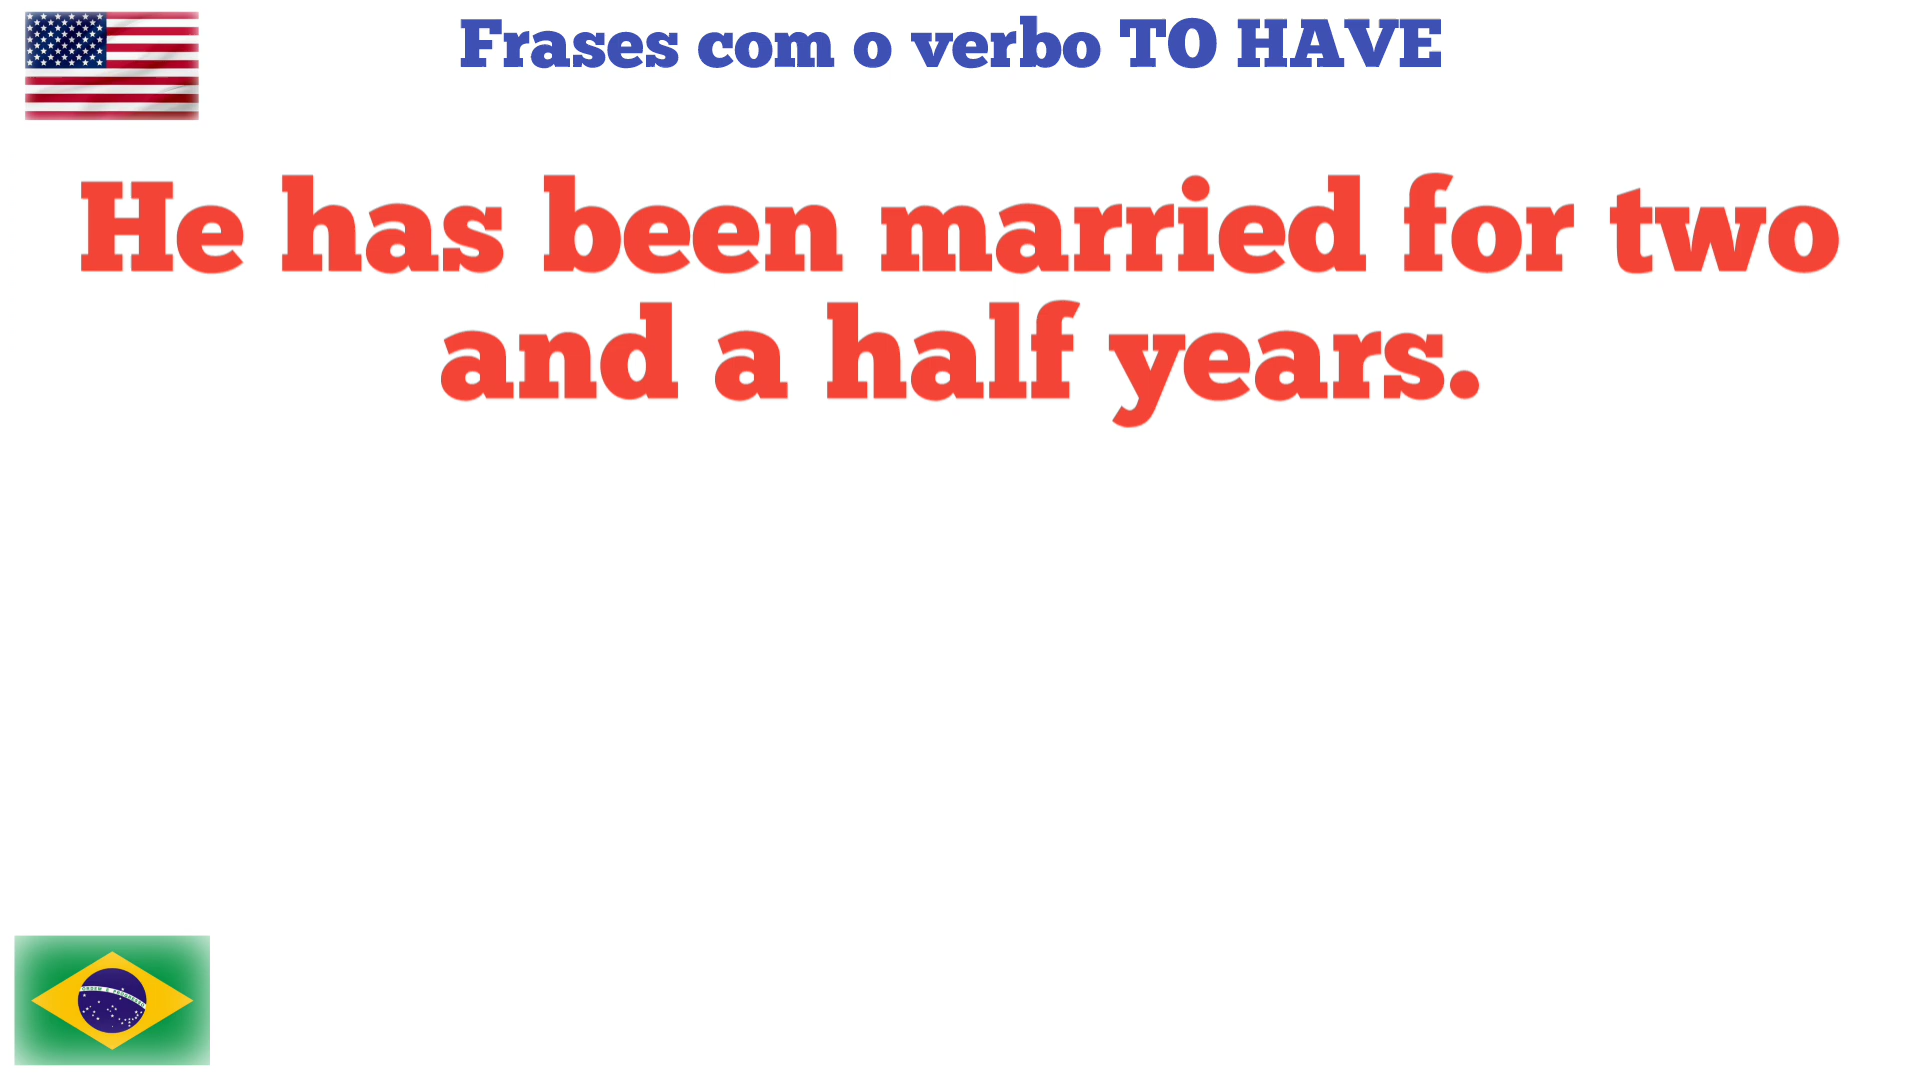 Frases com o verbo TO HAVE
He has been married for two
and a half years.